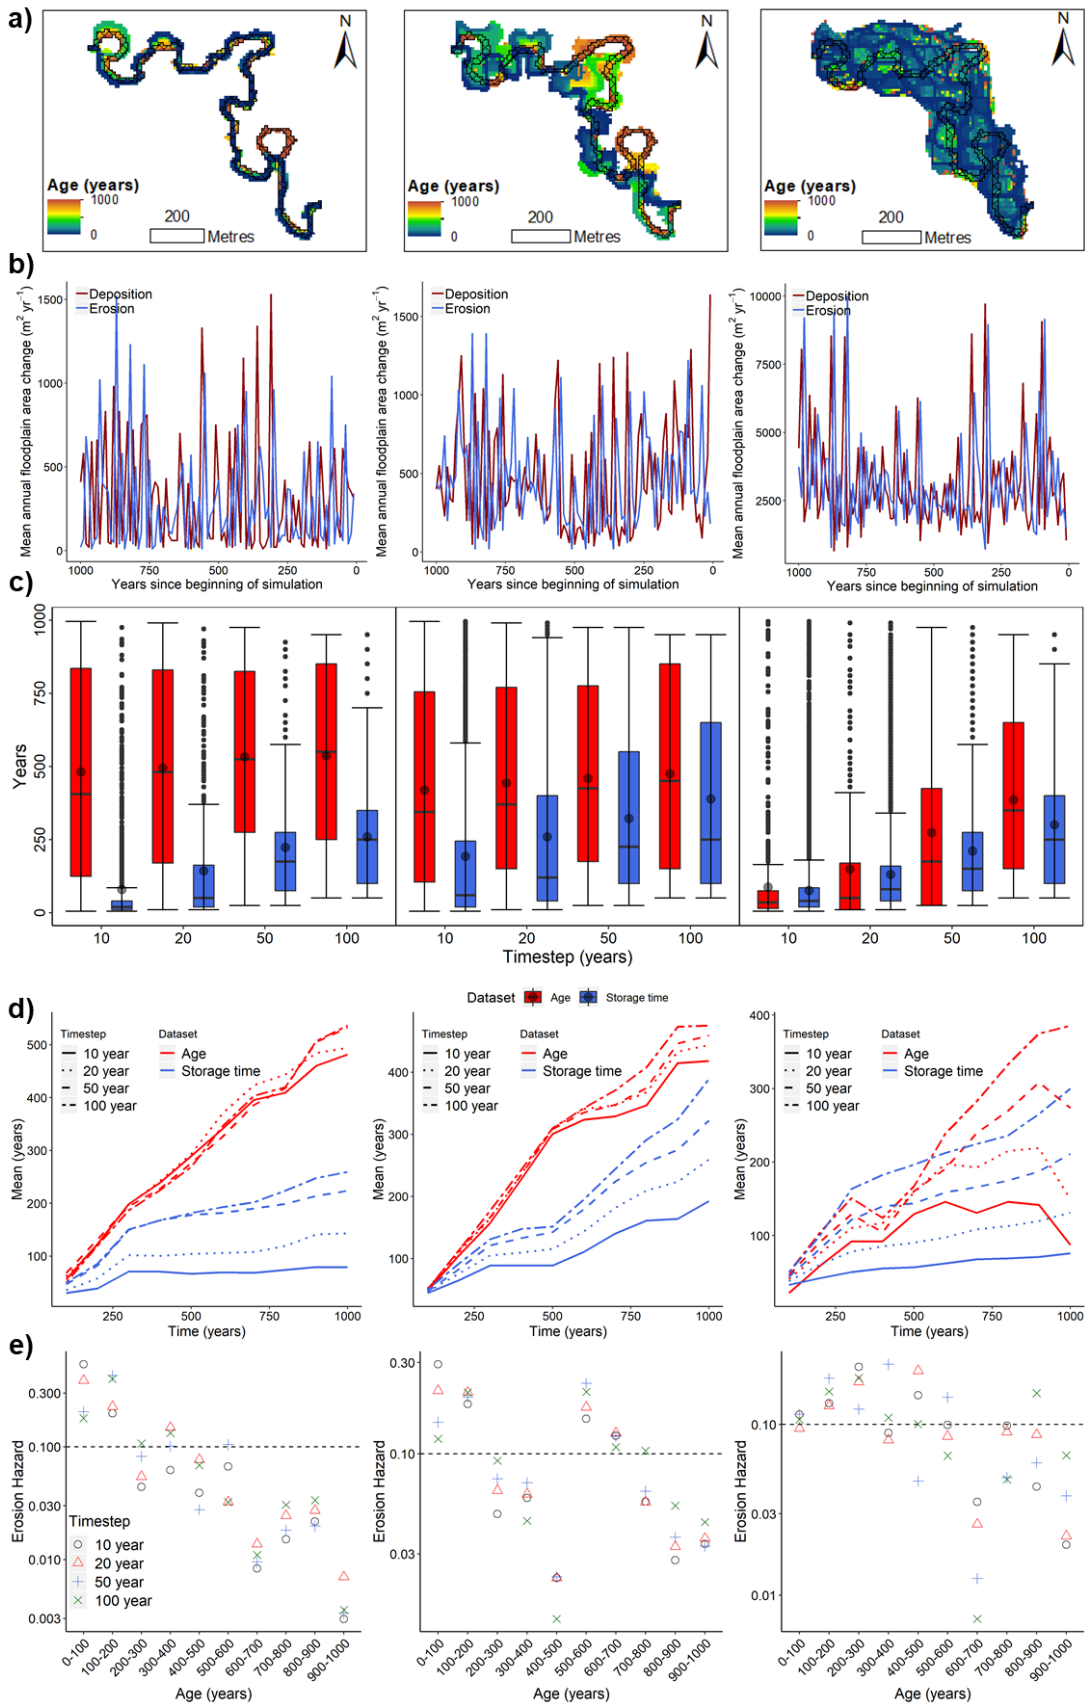 a)
N
Age (years)
1000
0
200
Metres
N
Age (years)
1000
0
200
Metres
N
Age (years)
1000
0
200
Metres
b)
Mean annual floodplain area change (m² yr⁻¹)
1500
1000
500
0
Deposition
Erosion
1000
750
500
250
0
Years since beginning of simulation
Mean annual floodplain area change (m² yr⁻¹)
1500
1000
500
0
Deposition
Erosion
1000
750
500
250
0
Years since beginning of simulation
Mean annual floodplain area change (m² yr⁻¹)
10000
7500
5000
2500
Deposition
Erosion
1000
750
500
250
0
Years since beginning of simulation
c)
Years
1000
750
500
250
0
10
20
50
100
10
20
50
100
10
20
50
100
Timestep (years)
Dataset
Age
Storage time
d)
Mean (years)
500
400
300
200
100
Timestep
10 year
20 year
50 year
100 year
Dataset
Age
Storage time
250
500
750
1000
Time (years)
Mean (years)
400
300
200
100
Timestep
10 year
20 year
50 year
100 year
Dataset
Age
Storage time
250
500
750
1000
Time (years)
Mean (years)
400
300
200
100
Timestep
10 year
20 year
50 year
100 year
Dataset
Age
Storage time
250
500
750
1000
Time (years)
e)
Erosion Hazard
0.300
0.100
0.030
0.010
0.003
Timestep
10 year
20 year
50 year
100 year
0-100
100-200
200-300
300-400
400-500
500-600
600-700
700-800
800-900
900-1000
Age (years)
Erosion Hazard
0.30
0.10
0.03
0-100
100-200
200-300
300-400
400-500
500-600
600-700
700-800
800-900
900-1000
Age (years)
Erosion Hazard
0.10
0.03
0.01
0-100
100-200
200-300
300-400
400-500
500-600
600-700
700-800
800-900
900-1000
Age (years)